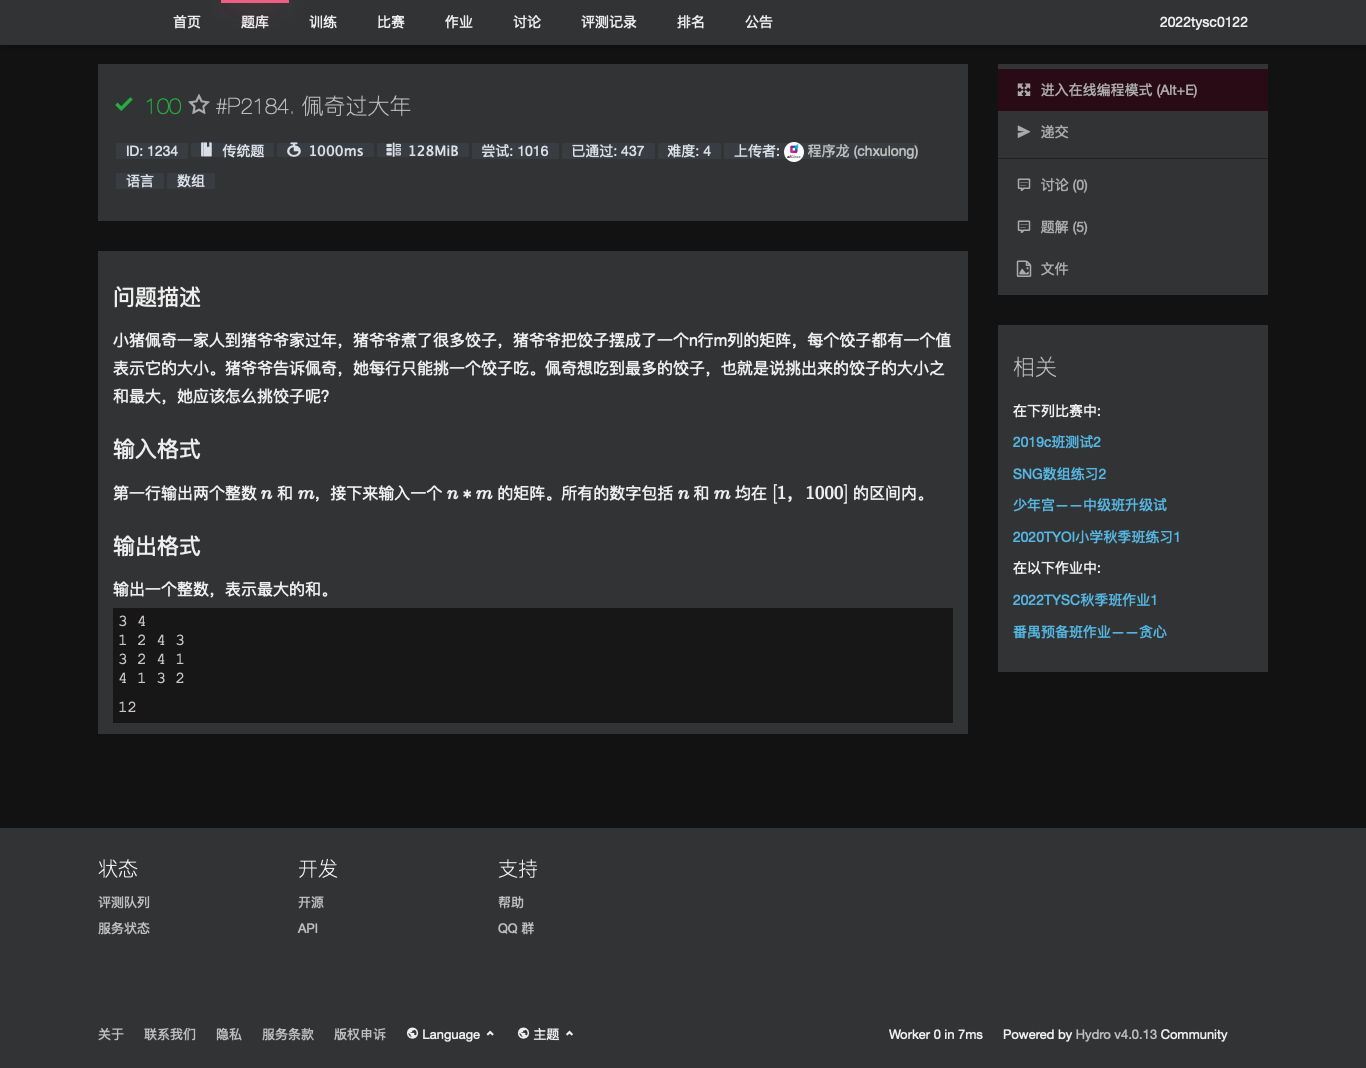 首页 题库 训练 比赛 作业 讨论 评测记录 排名 公告 2022tysc0122
100 #P2184. 佩奇过大年
ID: 1234 传统题 1000ms 128MiB 尝试: 1016 已通过: 437 难度: 4 上传者: 程序龙 (chxulong)
语言 数组
问题描述
小猪佩奇一家人到猪爷爷家过年，猪爷爷煮了很多饺子，猪爷爷把饺子摆成了一个n行m列的矩阵，每个饺子都有一个值
表示它的大小。猪爷爷告诉佩奇，她每行只能挑一个饺子吃。佩奇想吃到最多的饺子，也就是说挑出来的饺子的大小之
和最大，她应该怎么挑饺子呢?
输入格式
第一行输出两个整数 n 和 m，接下来输入一个 n * m 的矩阵。所有的数字包括 n 和 m 均在 [1，1000] 的区间内。
输出格式
输出一个整数，表示最大的和。
3 4
1 2 4 3
3 2 4 1
4 1 3 2
12
进入在线编程模式 (Alt+E)
递交
讨论 (0)
题解 (5)
文件
相关
在下列比赛中:
2019c班测试2
SNG数组练习2
少年宫——中级班升级试
2020TYOI小学秋季班练习1
在以下作业中:
2022TYSC秋季班作业1
番禺预备班作业——贪心
状态 开发 支持
评测队列 开源 帮助
服务状态 API QQ 群
关于 联系我们 隐私 服务条款 版权申诉 Language 主题 Worker 0 in 7ms Powered by Hydro v4.0.13 Community